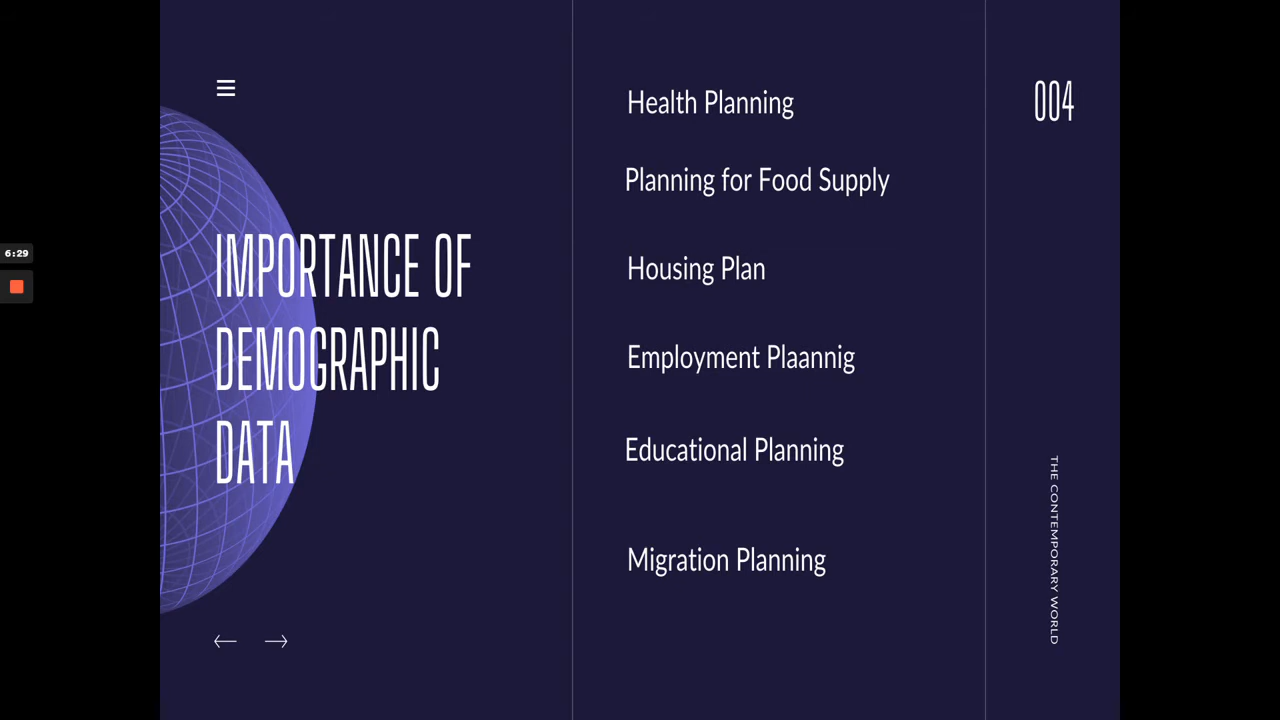 6:29
IMPORTANCE OF
DEMOGRAPHIC
DATA
Health Planning
Planning for Food Supply
Housing Plan
Employment Plaannig
Educational Planning
Migration Planning
004
THE CONTEMPORARY WORLD